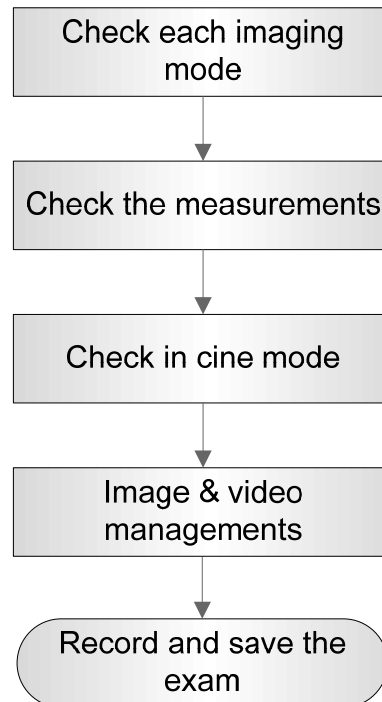 Check each imaging
mode
Check the measurements
Check in cine mode
Image & video
managements
Record and save the
exam